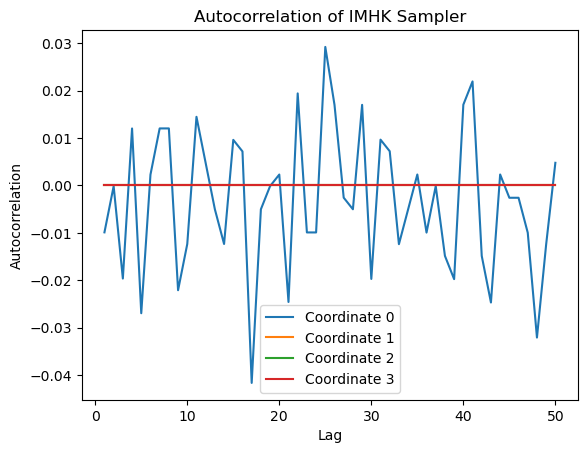 Autocorrelation of IMHK Sampler
0.03
0.02
0.01
0.00
−0.01
−0.02
−0.03
−0.04
Autocorrelation
Coordinate 0
Coordinate 1
Coordinate 2
Coordinate 3
0 10 20 30 40 50
Lag